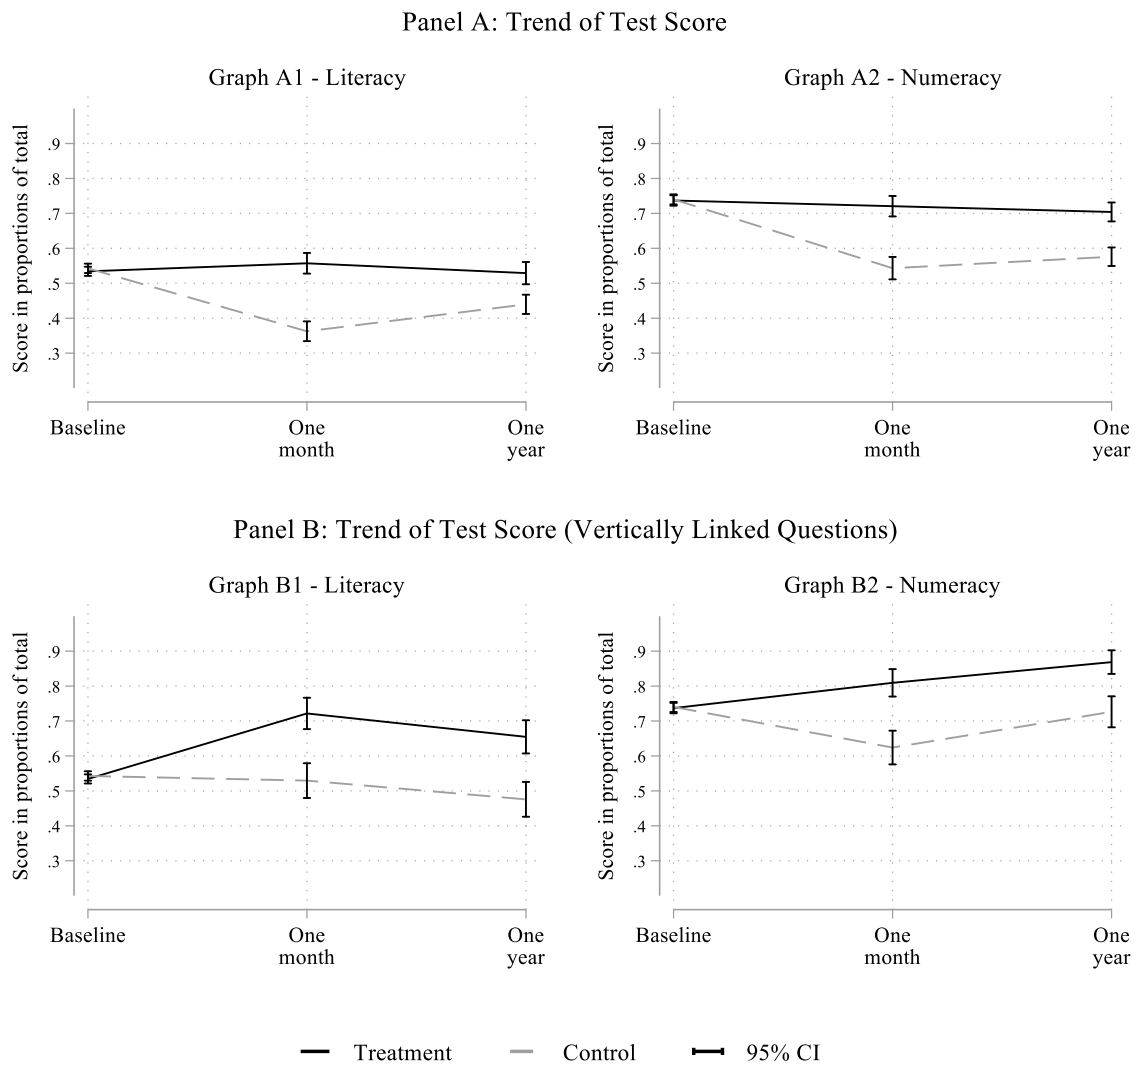 Panel A: Trend of Test Score
Graph A1 - Literacy
Score in proportions of total
.9
.8
.7
.6
.5
.4
.3
Baseline
One
month
One
year
Graph A2 - Numeracy
Score in proportions of total
.9
.8
.7
.6
.5
.4
.3
Baseline
One
month
One
year
Panel B: Trend of Test Score (Vertically Linked Questions)
Graph B1 - Literacy
Score in proportions of total
.9
.8
.7
.6
.5
.4
.3
Baseline
One
month
One
year
Graph B2 - Numeracy
Score in proportions of total
.9
.8
.7
.6
.5
.4
.3
Baseline
One
month
One
year
Treatment
Control
95% CI